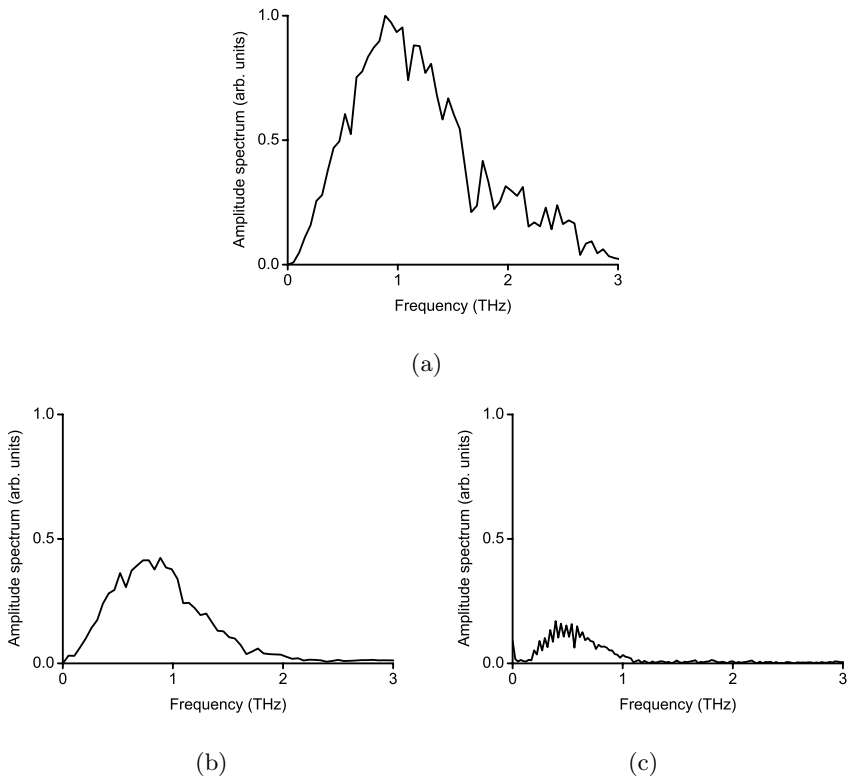 Amplitude spectrum (arb. units)
1.0
0.5
0.0
0 1 2 3
Frequency (THz)
(a)
Amplitude spectrum (arb. units)
1.0
0.5
0.0
0 1 2 3
Frequency (THz)
(b)
Amplitude spectrum (arb. units)
1.0
0.5
0.0
0 1 2 3
Frequency (THz)
(c)